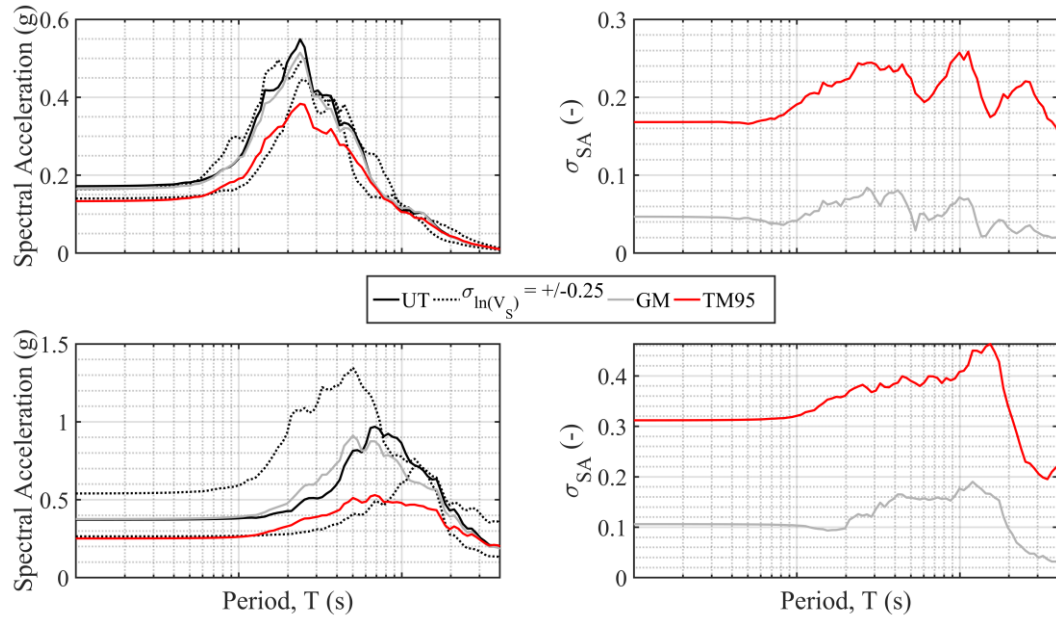 Spectral Acceleration (g)
0.6
0.4
0.2
0
σSA (-)
0.3
0.2
0.1
0
UT
σln(VS) = +/-0.25
GM
TM95
Spectral Acceleration (g)
1.5
1
0.5
0
Period, T (s)
σSA (-)
0.4
0.3
0.2
0.1
0
Period, T (s)